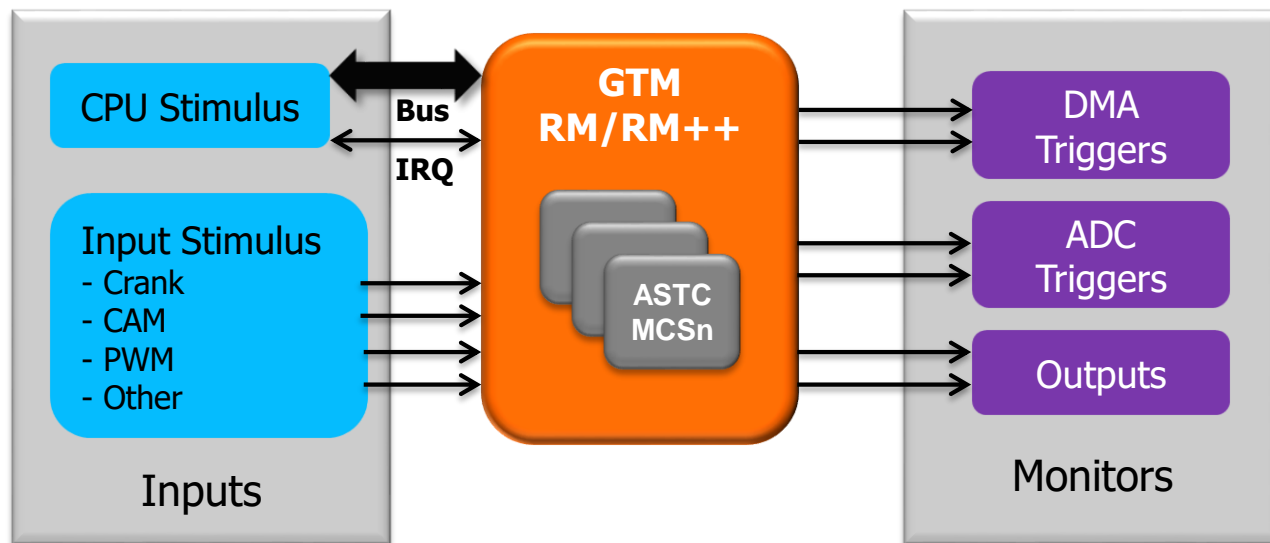 CPU Stimulus
Bus
IRQ
Input Stimulus
- Crank
- CAM
- PWM
- Other
Inputs
GTM
RM/RM++
ASTC
MCSn
DMA
Triggers
ADC
Triggers
Outputs
Monitors